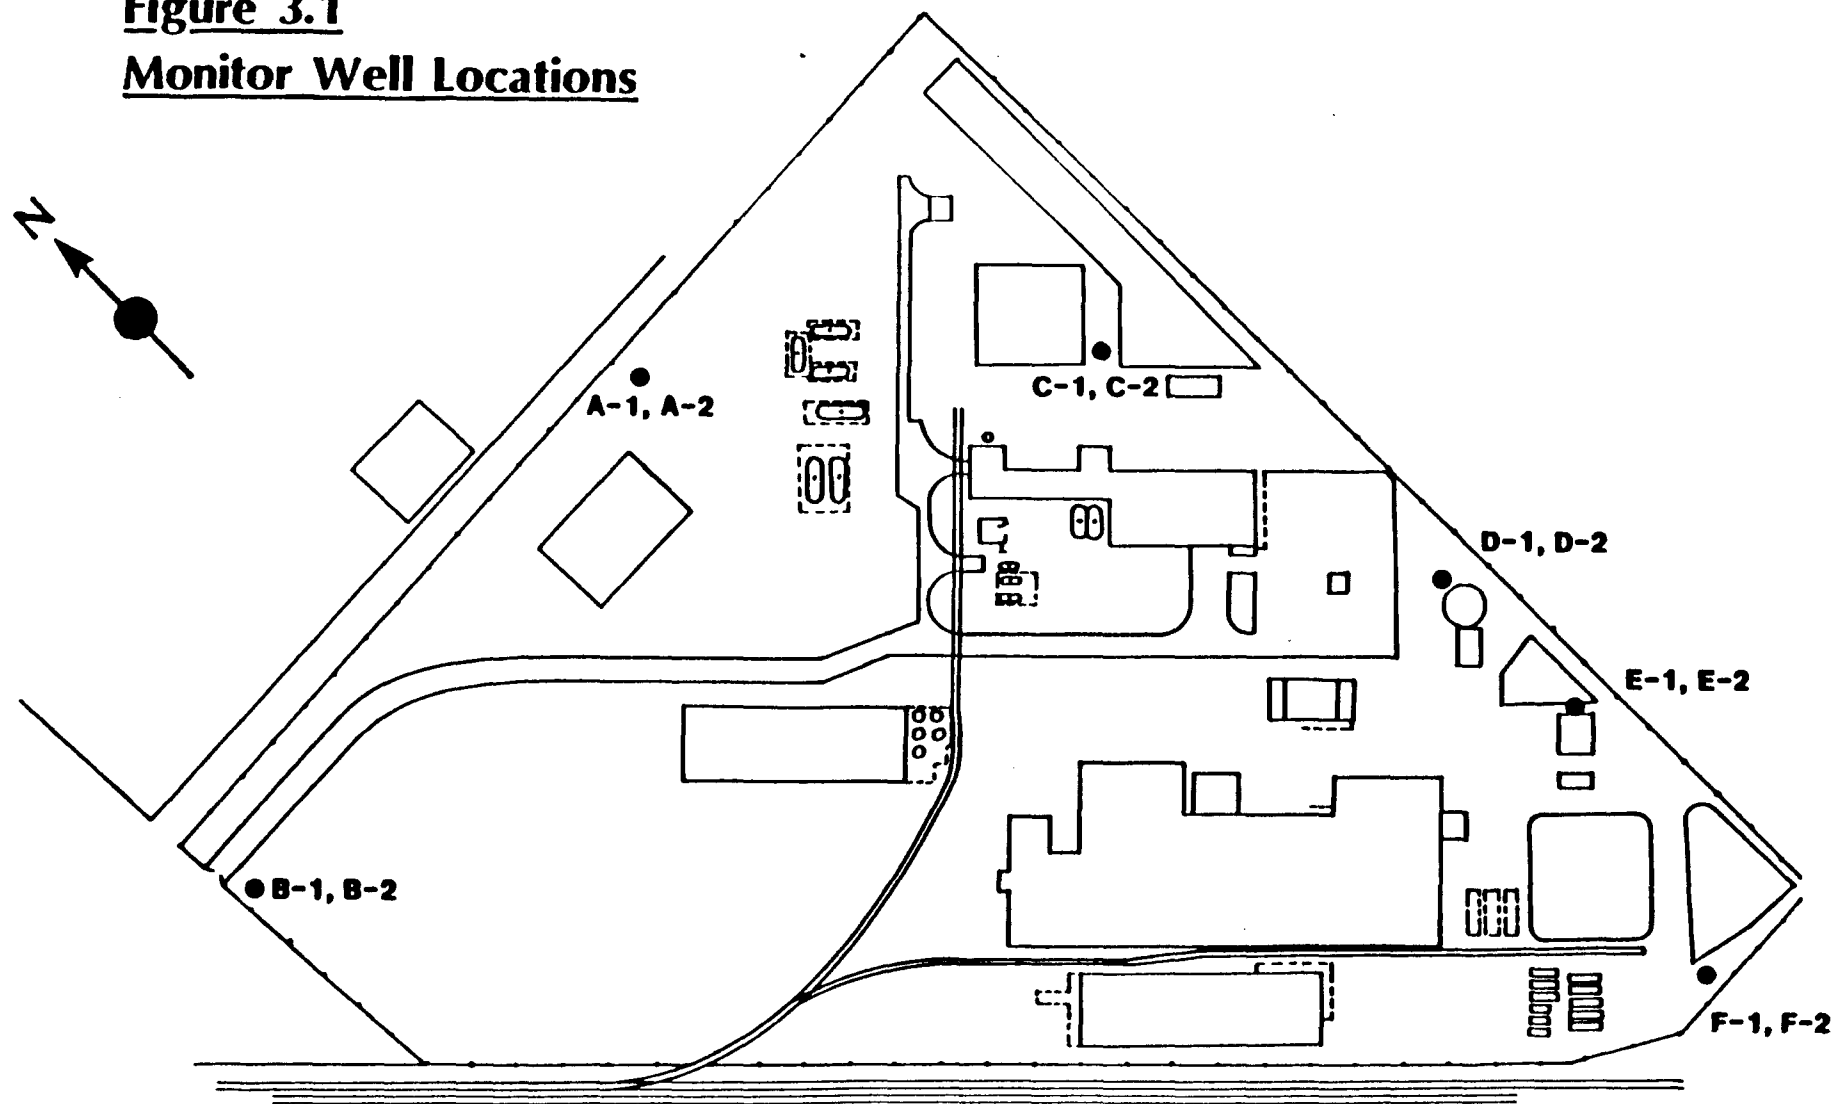 Figure 3.1
Monitor Well Locations
N
A-1, A-2
C-1, C-2
D-1, D-2
E-1, E-2
B-1, B-2
F-1, F-2